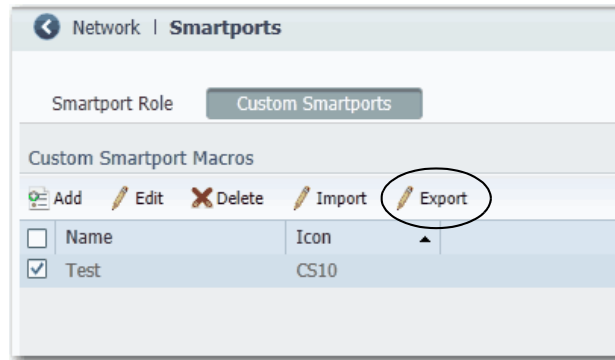 Network | Smartports
Smartport Role Custom Smartports
Custom Smartport Macros
Add Edit Delete Import Export
Name Icon
Test CS10